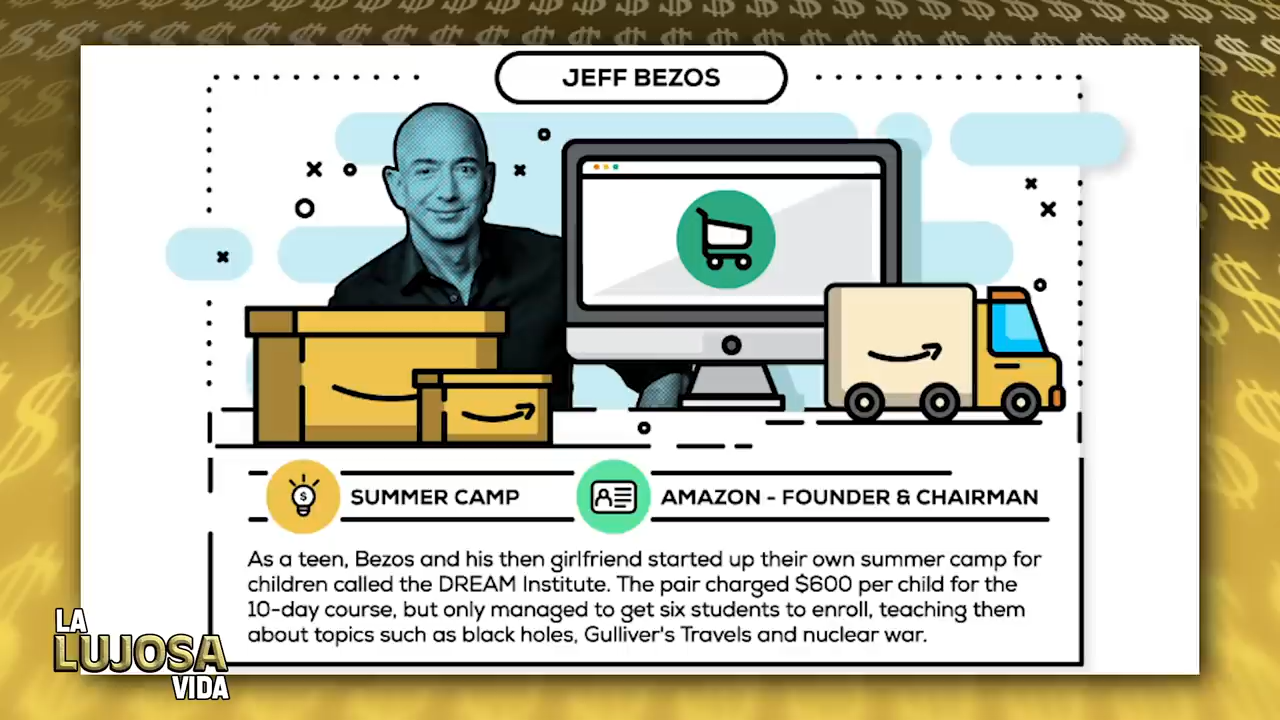 JEFF BEZOS
SUMMER CAMP
AMAZON - FOUNDER & CHAIRMAN
As a teen, Bezos and his then girlfriend started up their own summer camp for
children called the DREAM Institute. The pair charged $600 per child for the
10-day course, but only managed to get six students to enroll, teaching them
about topics such as black holes, Gulliver's Travels and nuclear war.
LA
LUJOSA
VIDA